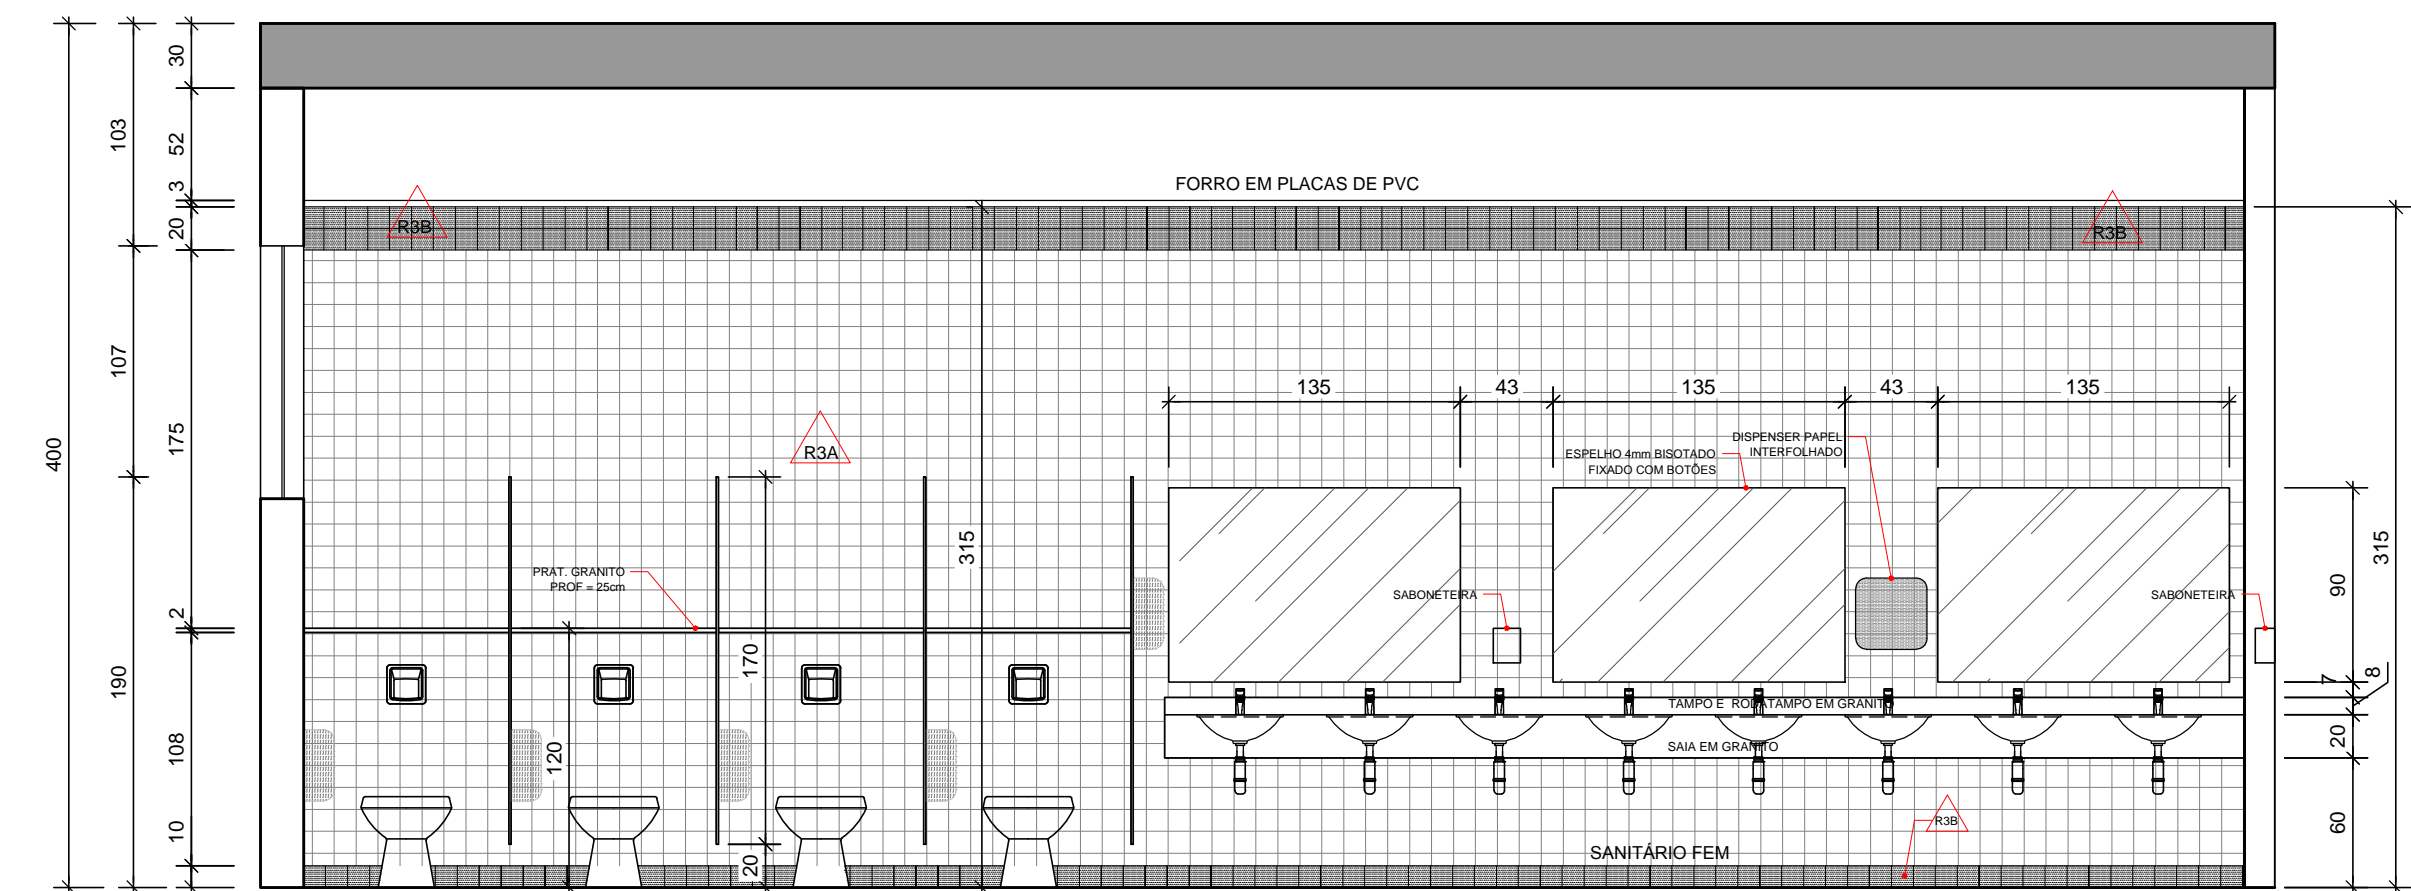 30
103
52
3
FORRO EM PLACAS DE PVC
20
R3B
R3B
107
135
43
135
43
135
400
175
R3A
DISPENSER PAPEL
INTERFOLHADO
ESPELHO 4mm BISOTADO
FIXADO COM BOTÕES
315
315
PRAT. GRANITO
PROF = 25cm
90
SABONETEIRA
SABONETEIRA
2
190
170
7
8
TAMPO E RODATAMPO EM GRANITO
108
120
SAIA EM GRANITO
20
10
R3B
60
SANITÁRIO FEM
20